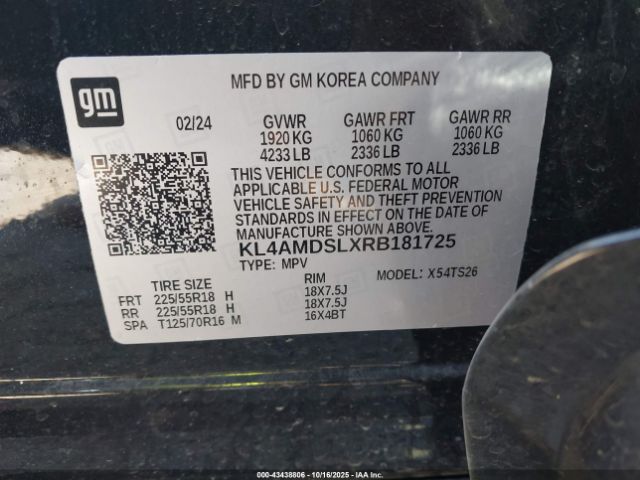 gm
MFD BY GM KOREA COMPANY
02/24 GVWR GAWR FRT GAWR RR
1920 KG 1060 KG 1060 KG
4233 LB 2336 LB 2336 LB
THIS VEHICLE CONFORMS TO ALL
APPLICABLE U.S. FEDERAL MOTOR
VEHICLE SAFETY AND THEFT PREVENTION
STANDARDS IN EFFECT ON THE DATE OF
MANUFACTURE SHOWN ABOVE.
KL4AMDSLXRB181725
TYPE: MPV MODEL: X54TS26
TIRE SIZE RIM
FRT 225/55R18 H 18X7.5J
RR 225/55R18 H 18X7.5J
SPA T125/70R16 M 16X4BT
© IAA - 43438806 - 10/16/2025 - COPART.COM